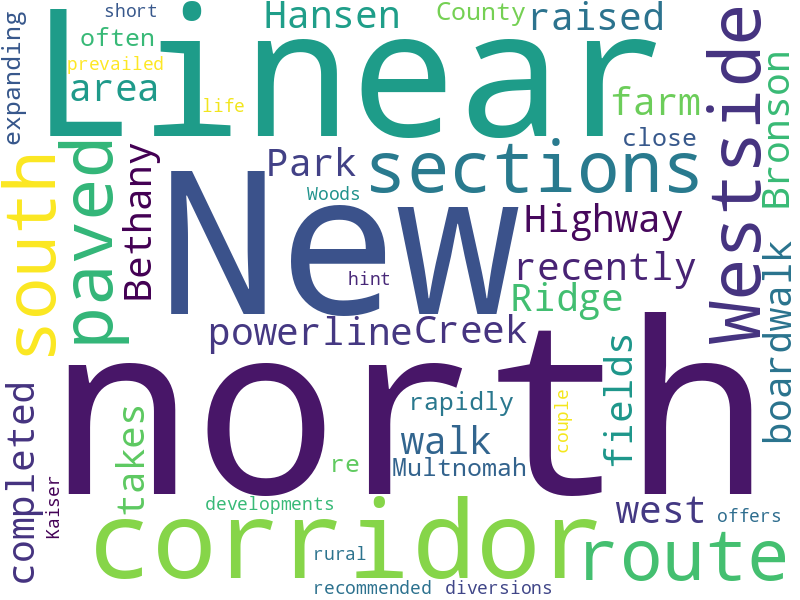 short
Hansen
County
raised
often
Linear
prevailed
area
life
farm
expanding
Westside
close
Bronson
south
paved
Bethany
Park
sections
Woods
New
Highway
hint
recently
Ridge
powerline
Creek
boardwalk
north
fields
couple
rapidly
walk
completed
takes
re
Multnomah
Kaiser
developments
corridor
west
offers
route
rural
recommended
diversions